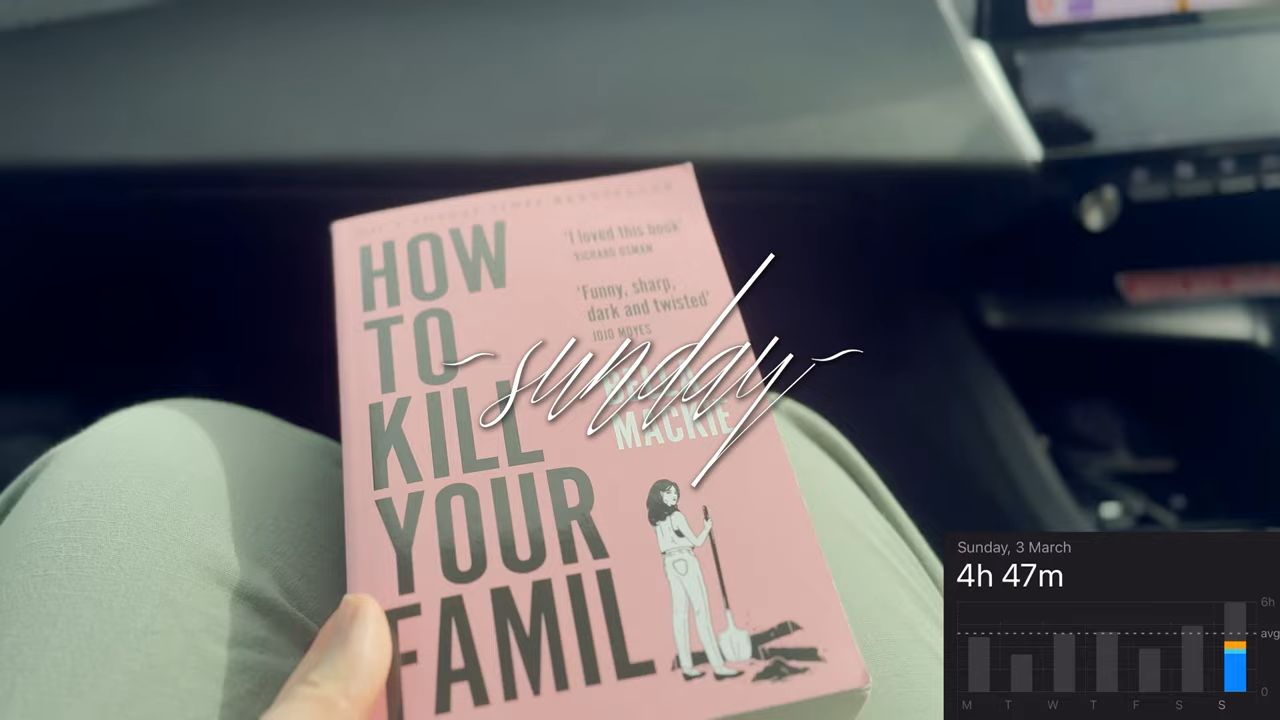 HOW
TO
KILL
YOUR
FAMIL
'I loved this book'
RICHARD OSMAN
'Funny, sharp,
dark and twisted'
JOJO MOYES
BELLA
MACKIE
~sunday~
Sunday, 3 March
4h 47m
6h
avg
0
M T W T F S S